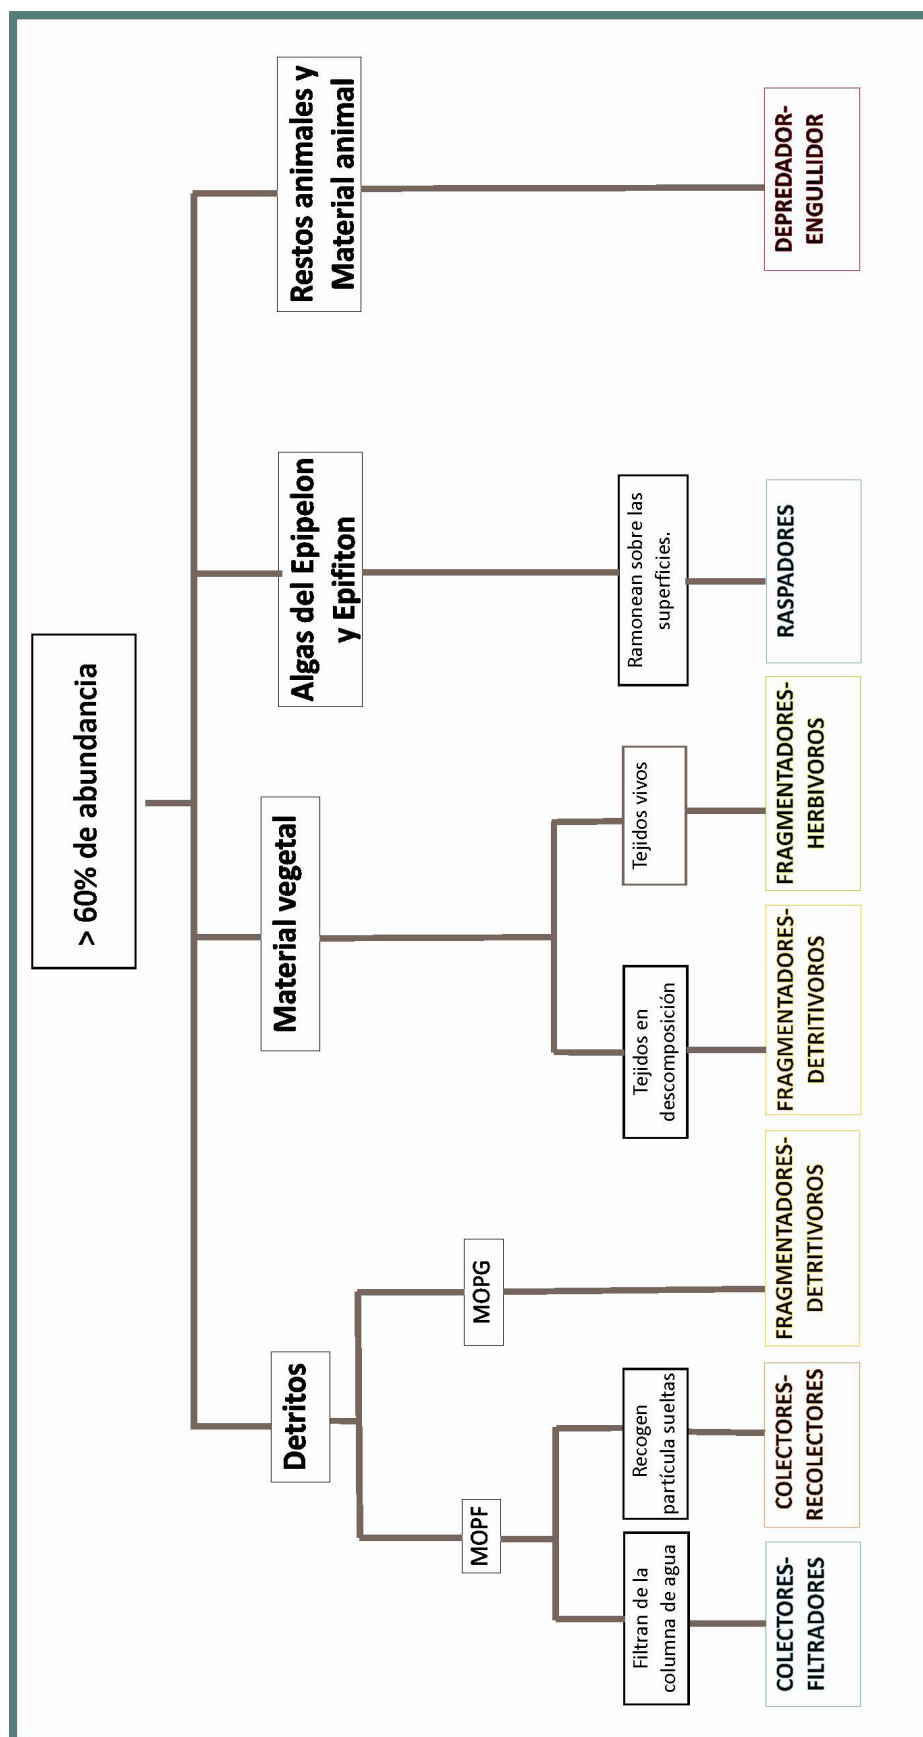 > 60% de abundancia
Detritos
Material vegetal
Algas del Epipelon
y Epifiton
Restos animales y
Material animal
MOPF
MOPG
Filtran de la
columna de agua
Recogen
partícula sueltas
Tejidos en
descomposición
Tejidos vivos
Ramonean sobre las
superficies.
COLECTORES-
FILTRADORES
COLECTORES-
RECOLECTORES
FRAGMENTADORES-
DETRITIVOROS
FRAGMENTADORES-
DETRITIVOROS
FRAGMENTADORES-
HERBIVOROS
RASPADORES
DEPREDADOR-
ENGULLIDOR